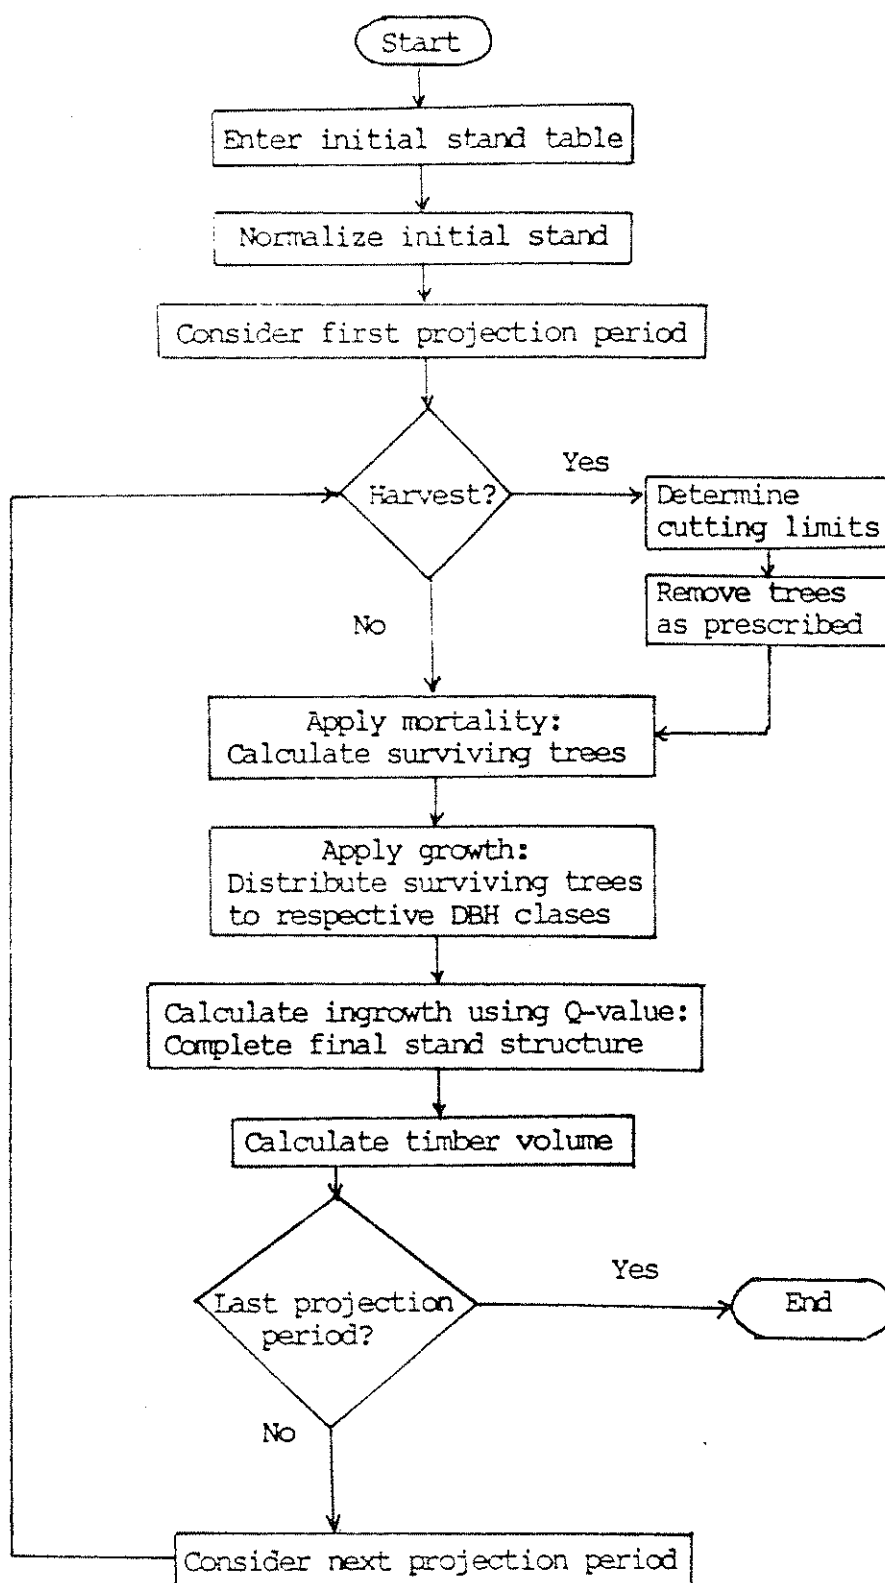 Start
Enter initial stand table
Normalize initial stand
Consider first projection period
Harvest?
Yes
Determine
cutting limits
Remove trees
as prescribed
No
Apply mortality:
Calculate surviving trees
Apply growth:
Distribute surviving trees
to respective DBH clases
Calculate ingrowth using Q-value:
Complete final stand structure
Calculate timber volume
Last projection
period?
Yes
End
No
Consider next projection period